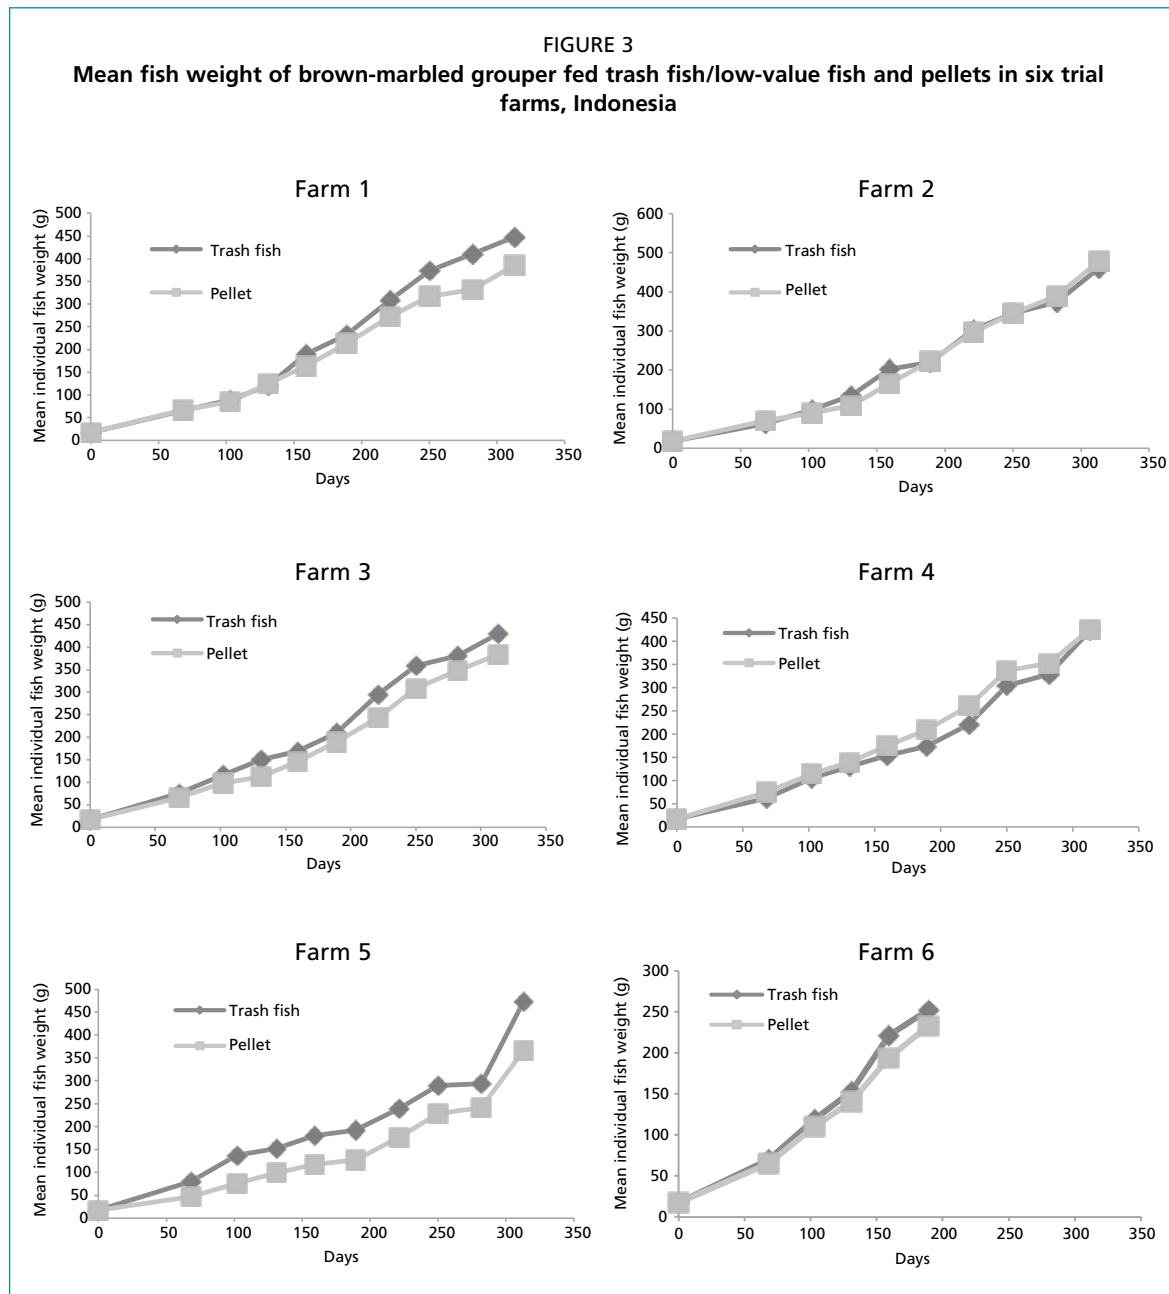 FIGURE 3
Mean fish weight of brown-marbled grouper fed trash fish/low-value fish and pellets in six trial
farms, Indonesia
Farm 1
Mean individual fish weight (g)
500
450
400
350
300
250
200
150
100
50
0
Trash fish
Pellet
0 50 100 150 200 250 300 350
Days
Farm 2
Mean individual fish weight (g)
600
500
400
300
200
100
0
Trash fish
Pellet
0 50 100 150 200 250 300 350
Days
Farm 3
Mean individual fish weight (g)
500
450
400
350
300
250
200
150
100
50
0
Trash fish
Pellet
0 50 100 150 200 250 300 350
Days
Farm 4
Mean individual fish weight (g)
450
400
350
300
250
200
150
100
50
0
Trash fish
Pellet
0 50 100 150 200 250 300 350
Days
Farm 5
Mean individual fish weight (g)
500
450
400
350
300
250
200
150
100
50
0
Trash fish
Pellet
0 50 100 150 200 250 300 350
Days
Farm 6
Mean individual fish weight (g)
300
250
200
150
100
50
0
Trash fish
Pellet
0 50 100 150 200 250 300 350
Days